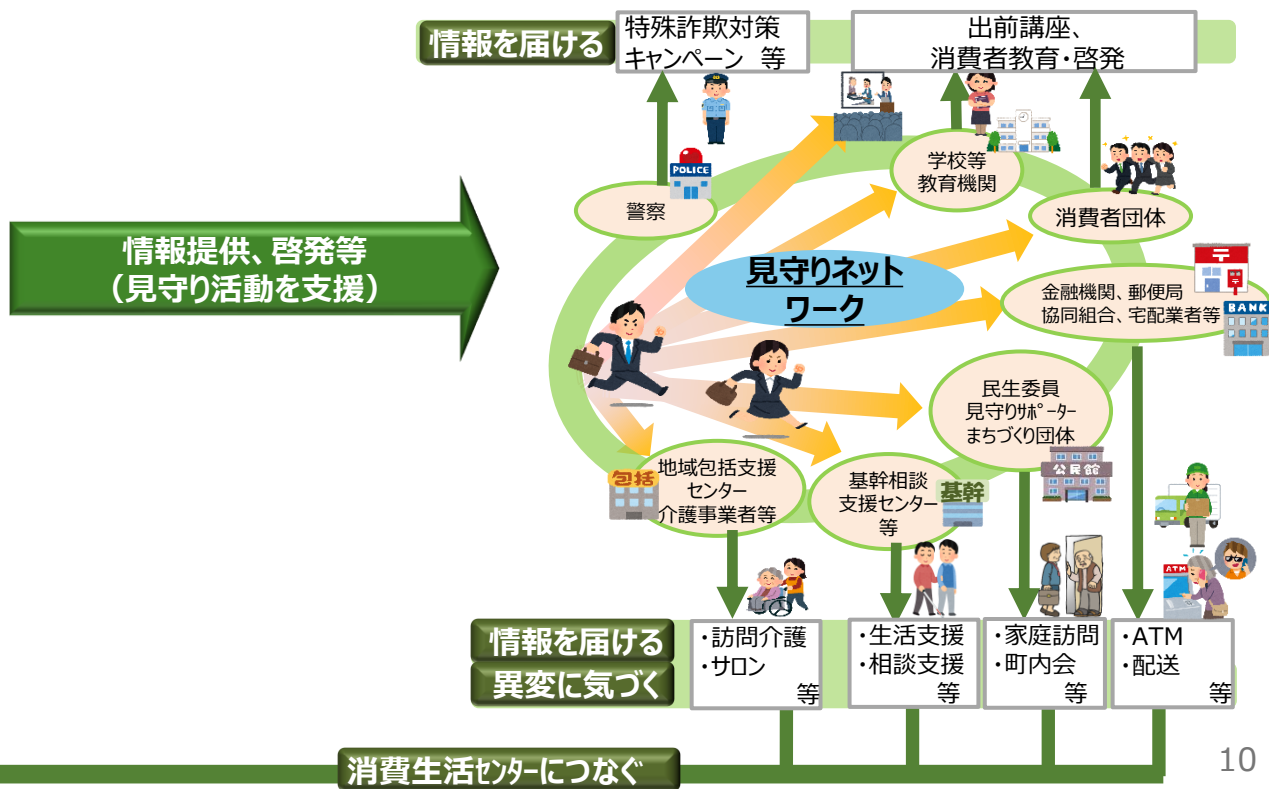 情報を届ける
特殊詐欺対策
キャンペーン 等
出前講座、
消費者教育・啓発
POLICE
警察
学校等
教育機関
消費者団体
情報提供、啓発等
（見守り活動を支援）
見守りネット
ワーク
〒
金融機関、郵便局
協同組合、宅配業者等
BANK
民生委員
見守りｻﾎﾟｰﾀｰ
まちづくり団体
公民館
包括
地域包括支援
センター
介護事業者等
基幹相談
支援センター
等
基幹
ATM
情報を届ける
異変に気づく
・訪問介護
・サロン
等
・生活支援
・相談支援
等
・家庭訪問
・町内会
等
・ATM
・配送
等
消費生活ｾﾝﾀｰにつなぐ
10